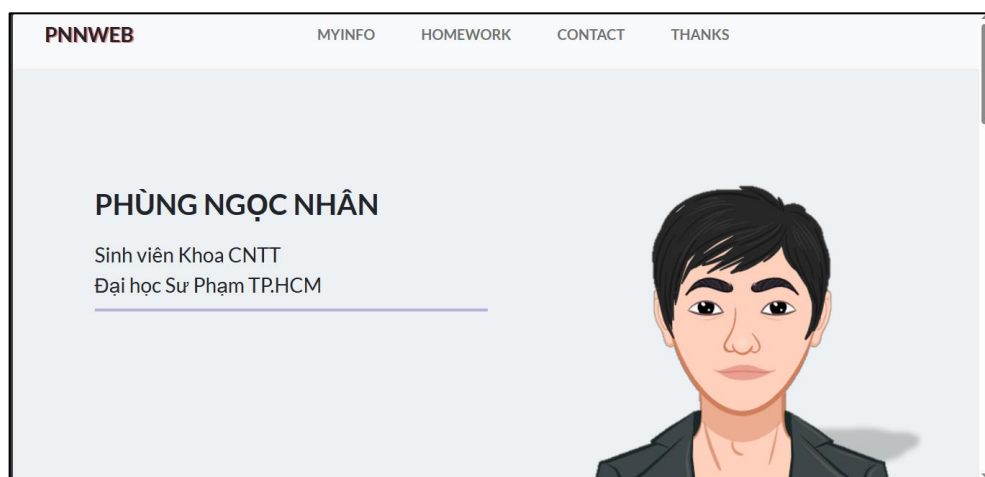 PNNWEB MYINFO HOMEWORK CONTACT THANKS
PHÙNG NGỌC NHÂN
Sinh viên Khoa CNTT
Đại học Sư Phạm TP.HCM